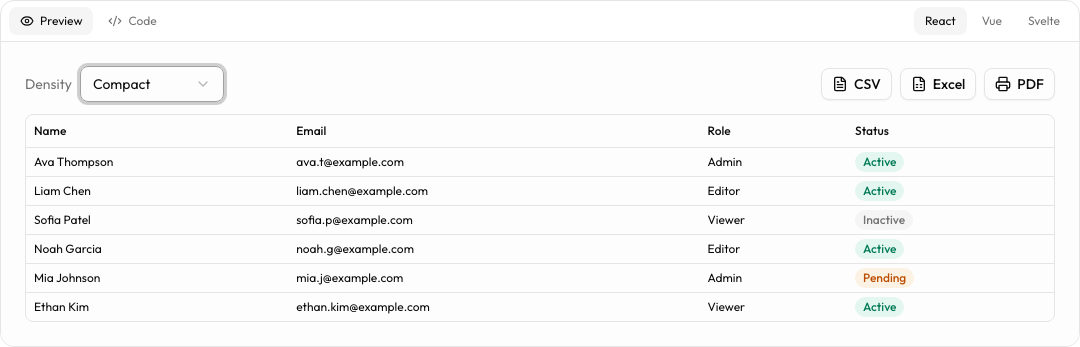 Preview Code React Vue Svelte
Density Compact CSV Excel PDF
Name Email Role Status
Ava Thompson ava.t@example.com Admin Active
Liam Chen liam.chen@example.com Editor Active
Sofia Patel sofia.p@example.com Viewer Inactive
Noah Garcia noah.g@example.com Editor Active
Mia Johnson mia.j@example.com Admin Pending
Ethan Kim ethan.kim@example.com Viewer Active